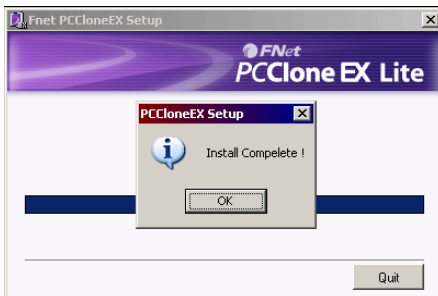 Fnet PCCloneEX Setup
FNet
PCClone EX Lite
PCCloneEX Setup
Install Compelete !
OK
Quit